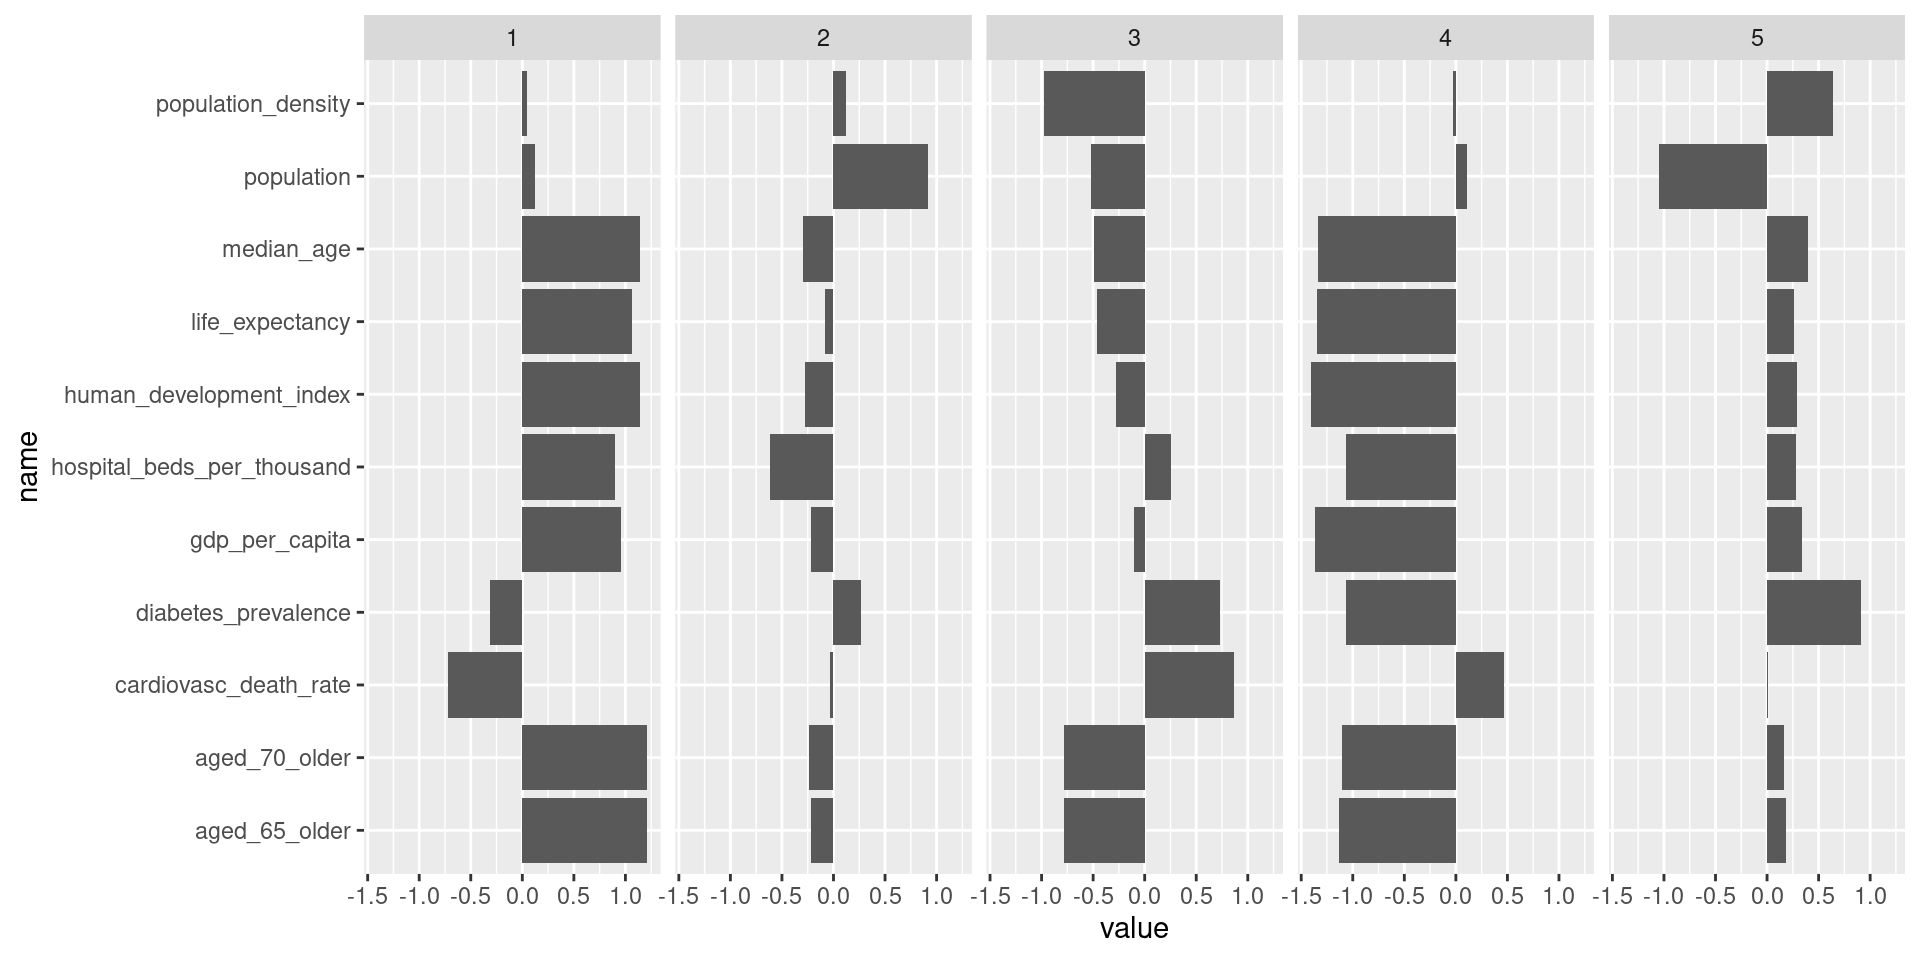 1 2 3 4 5
population_density
population
median_age
life_expectancy
human_development_index
hospital_beds_per_thousand
gdp_per_capita
diabetes_prevalence
cardiovasc_death_rate
aged_70_older
aged_65_older
name
-1.5 -1.0 -0.5 0.0 0.5 1.0 -1.5 -1.0 -0.5 0.0 0.5 1.0 -1.5 -1.0 -0.5 0.0 0.5 1.0 -1.5 -1.0 -0.5 0.0 0.5 1.0 -1.5 -1.0 -0.5 0.0 0.5 1.0
value